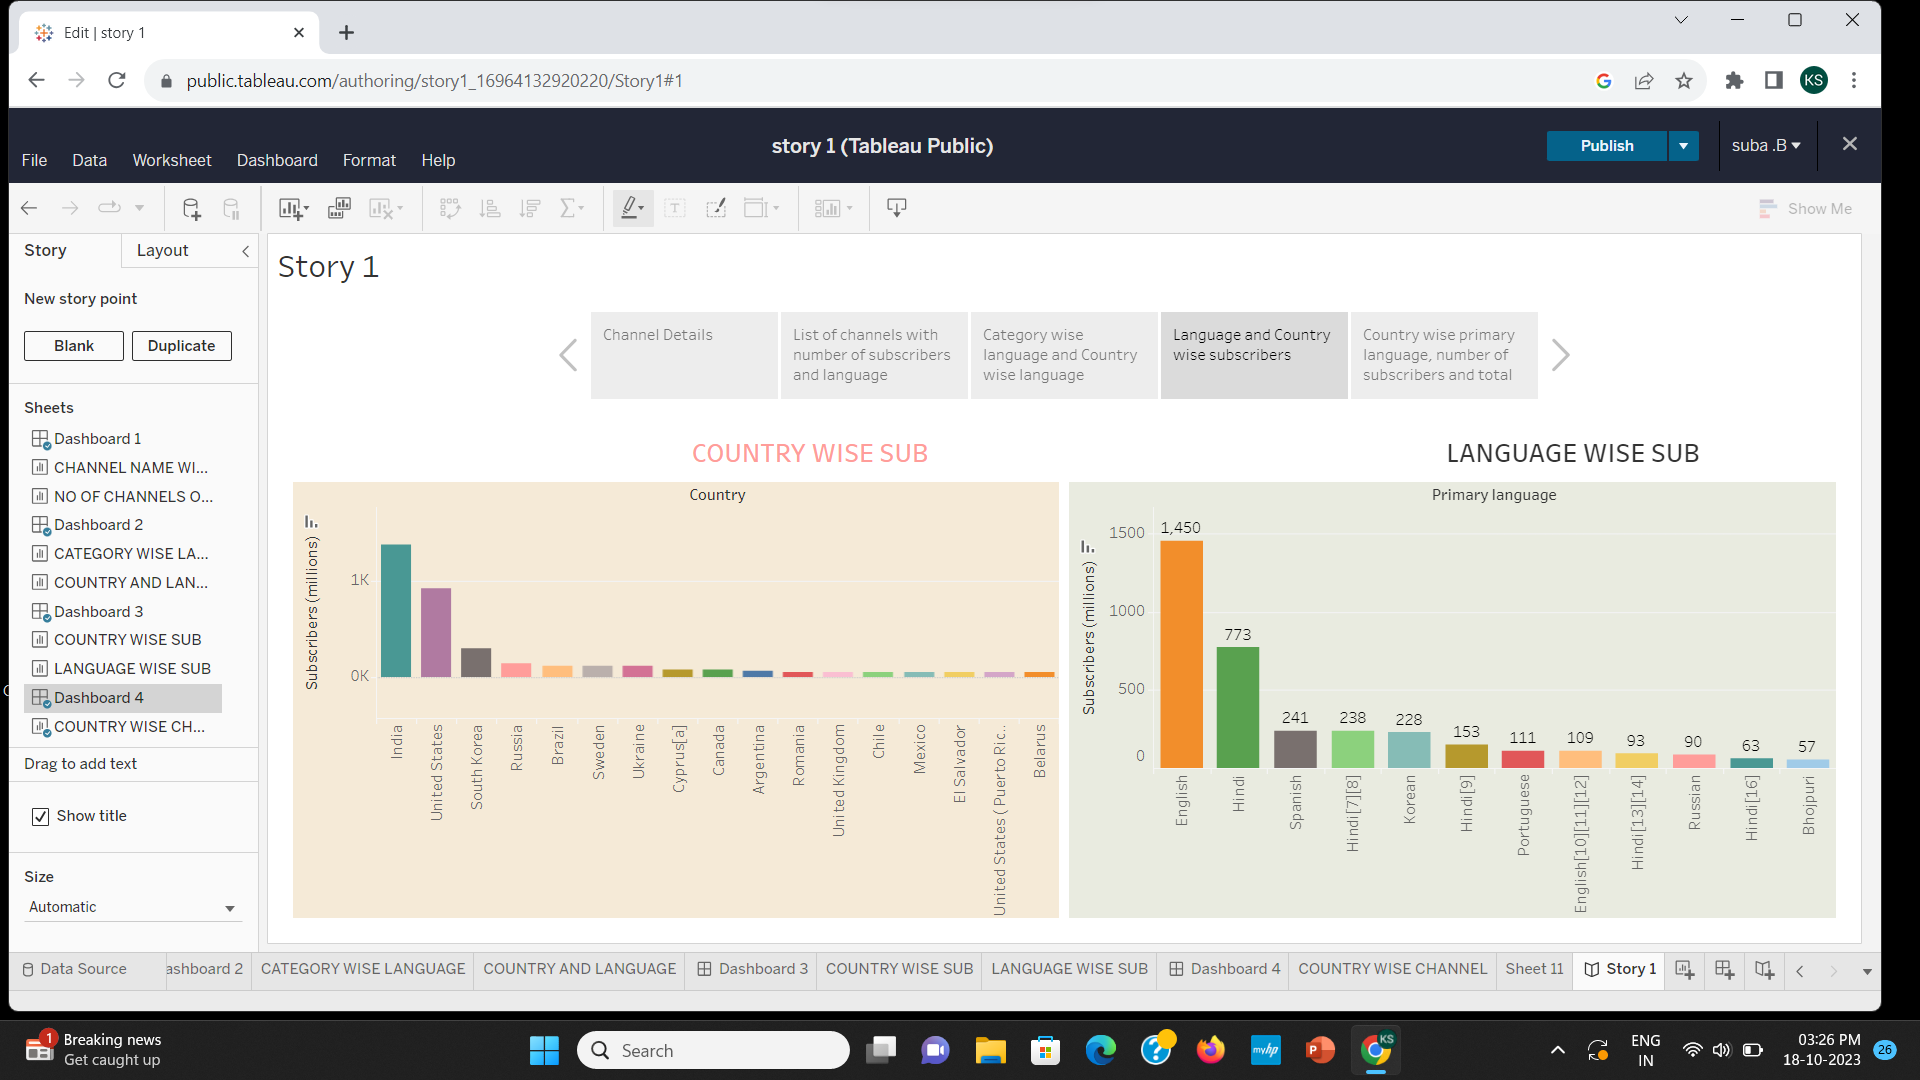 Edit | story 1
public.tableau.com/authoring/story1_16964132920220/Story1#1
KS
story 1 (Tableau Public)
Publish
suba .B
File Data Worksheet Dashboard Format Help
Show Me
Story Layout
New story point
Blank Duplicate
Sheets
Dashboard 1
CHANNEL NAME WI...
NO OF CHANNELS O...
Dashboard 2
CATEGORY WISE LA...
COUNTRY AND LAN...
Dashboard 3
COUNTRY WISE SUB
LANGUAGE WISE SUB
Dashboard 4
COUNTRY WISE CH...
Drag to add text
Show title
Size
Automatic
Story 1
Channel Details
List of channels with
number of subscribers
and language
Category wise
language and Country
wise language
Language and Country
wise subscribers
Country wise primary
language, number of
subscribers and total
COUNTRY WISE SUB
Country
Subscribers (millions)
1K
0K
India
United States
South Korea
Russia
Brazil
Sweden
Ukraine
Cyprus[a]
Canada
Argentina
Romania
United Kingdom
Chile
Mexico
El Salvador
United States ( Puerto Ric..
Belarus
LANGUAGE WISE SUB
Primary language
Subscribers (millions)
1500
1000
500
0
1,450
773
241
238
228
153
111
109
93
90
63
57
English
Hindi
Spanish
Hindi[7][8]
Korean
Hindi[9]
Portuguese
English[10][11][12]
Hindi[13][14]
Russian
Hindi[16]
Bhojpuri
Data Source
ashboard 2
CATEGORY WISE LANGUAGE
COUNTRY AND LANGUAGE
Dashboard 3
COUNTRY WISE SUB
LANGUAGE WISE SUB
Dashboard 4
COUNTRY WISE CHANNEL
Sheet 11
Story 1
1
Breaking news
Get caught up
Search
myhp
P
KS
ENG
IN
03:26 PM
18-10-2023
26